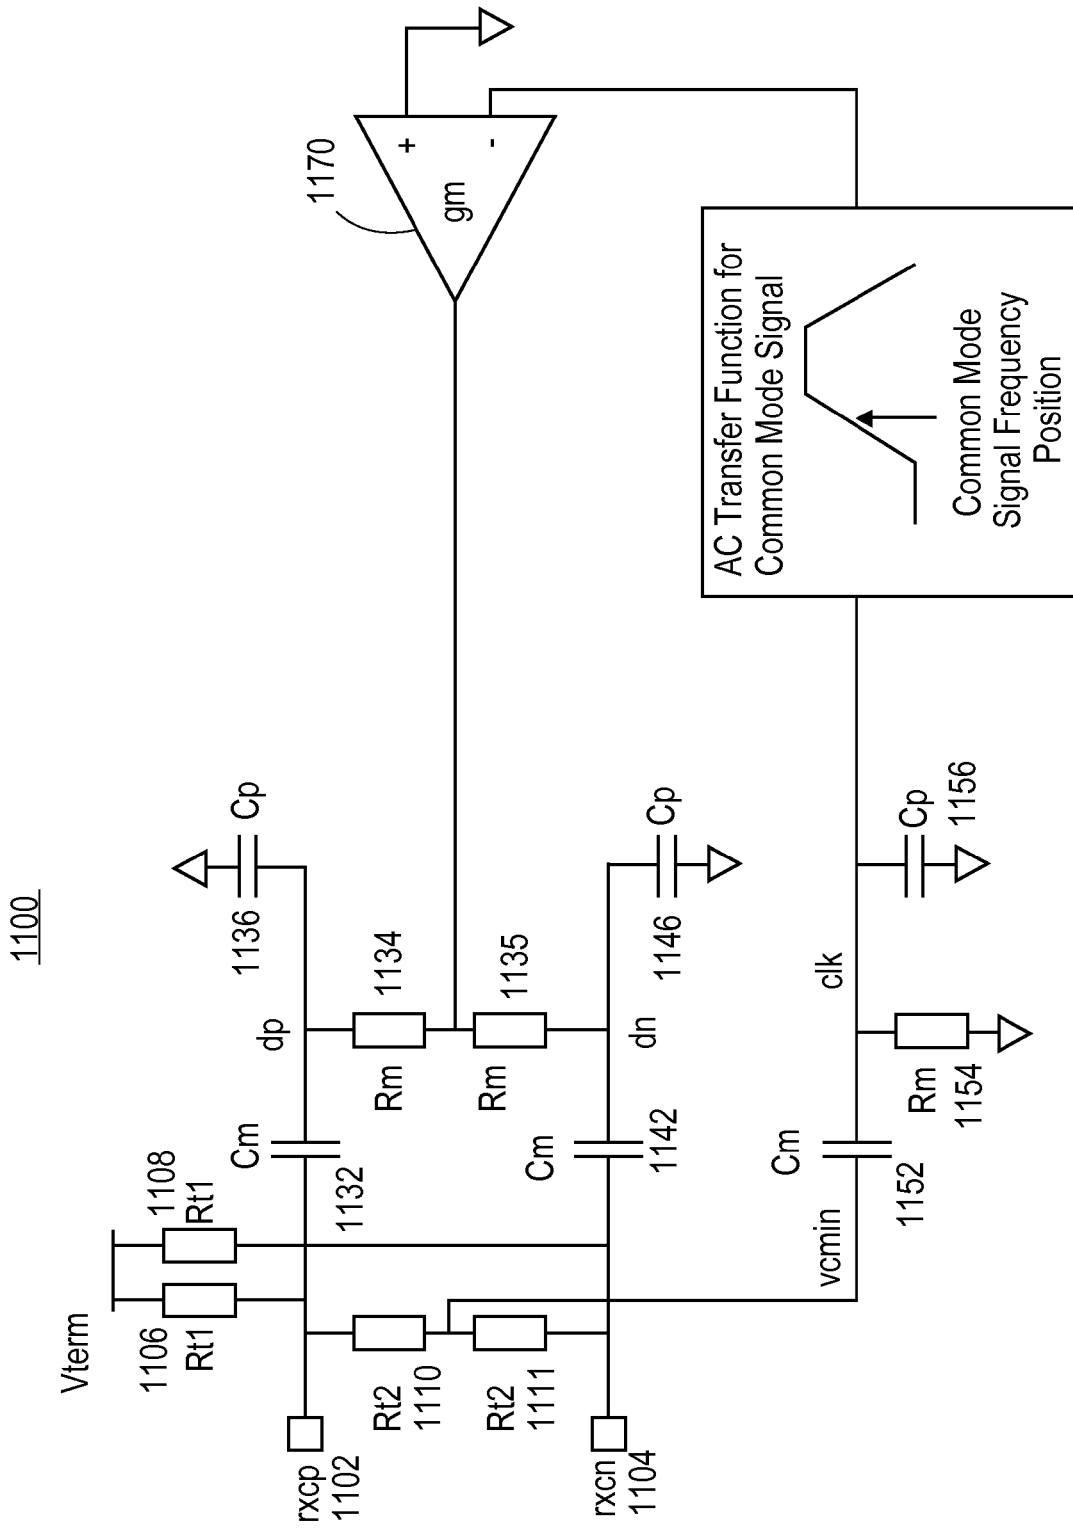 1100
1170
+
-
gm
AC Transfer Function for
Common Mode Signal
Common Mode
Signal Frequency
Position
Cp
1136
Cp
1146
Cp
1156
dp
1134
Rm
1135
Rm
dn
clk
Rm
1154
Cm
1132
Cm
1142
Cm
1152
vcmin
Vterm
1108
Rt1
1106
Rt1
Rt2
1110
Rt2
1111
rxcp
1102
rxcn
1104